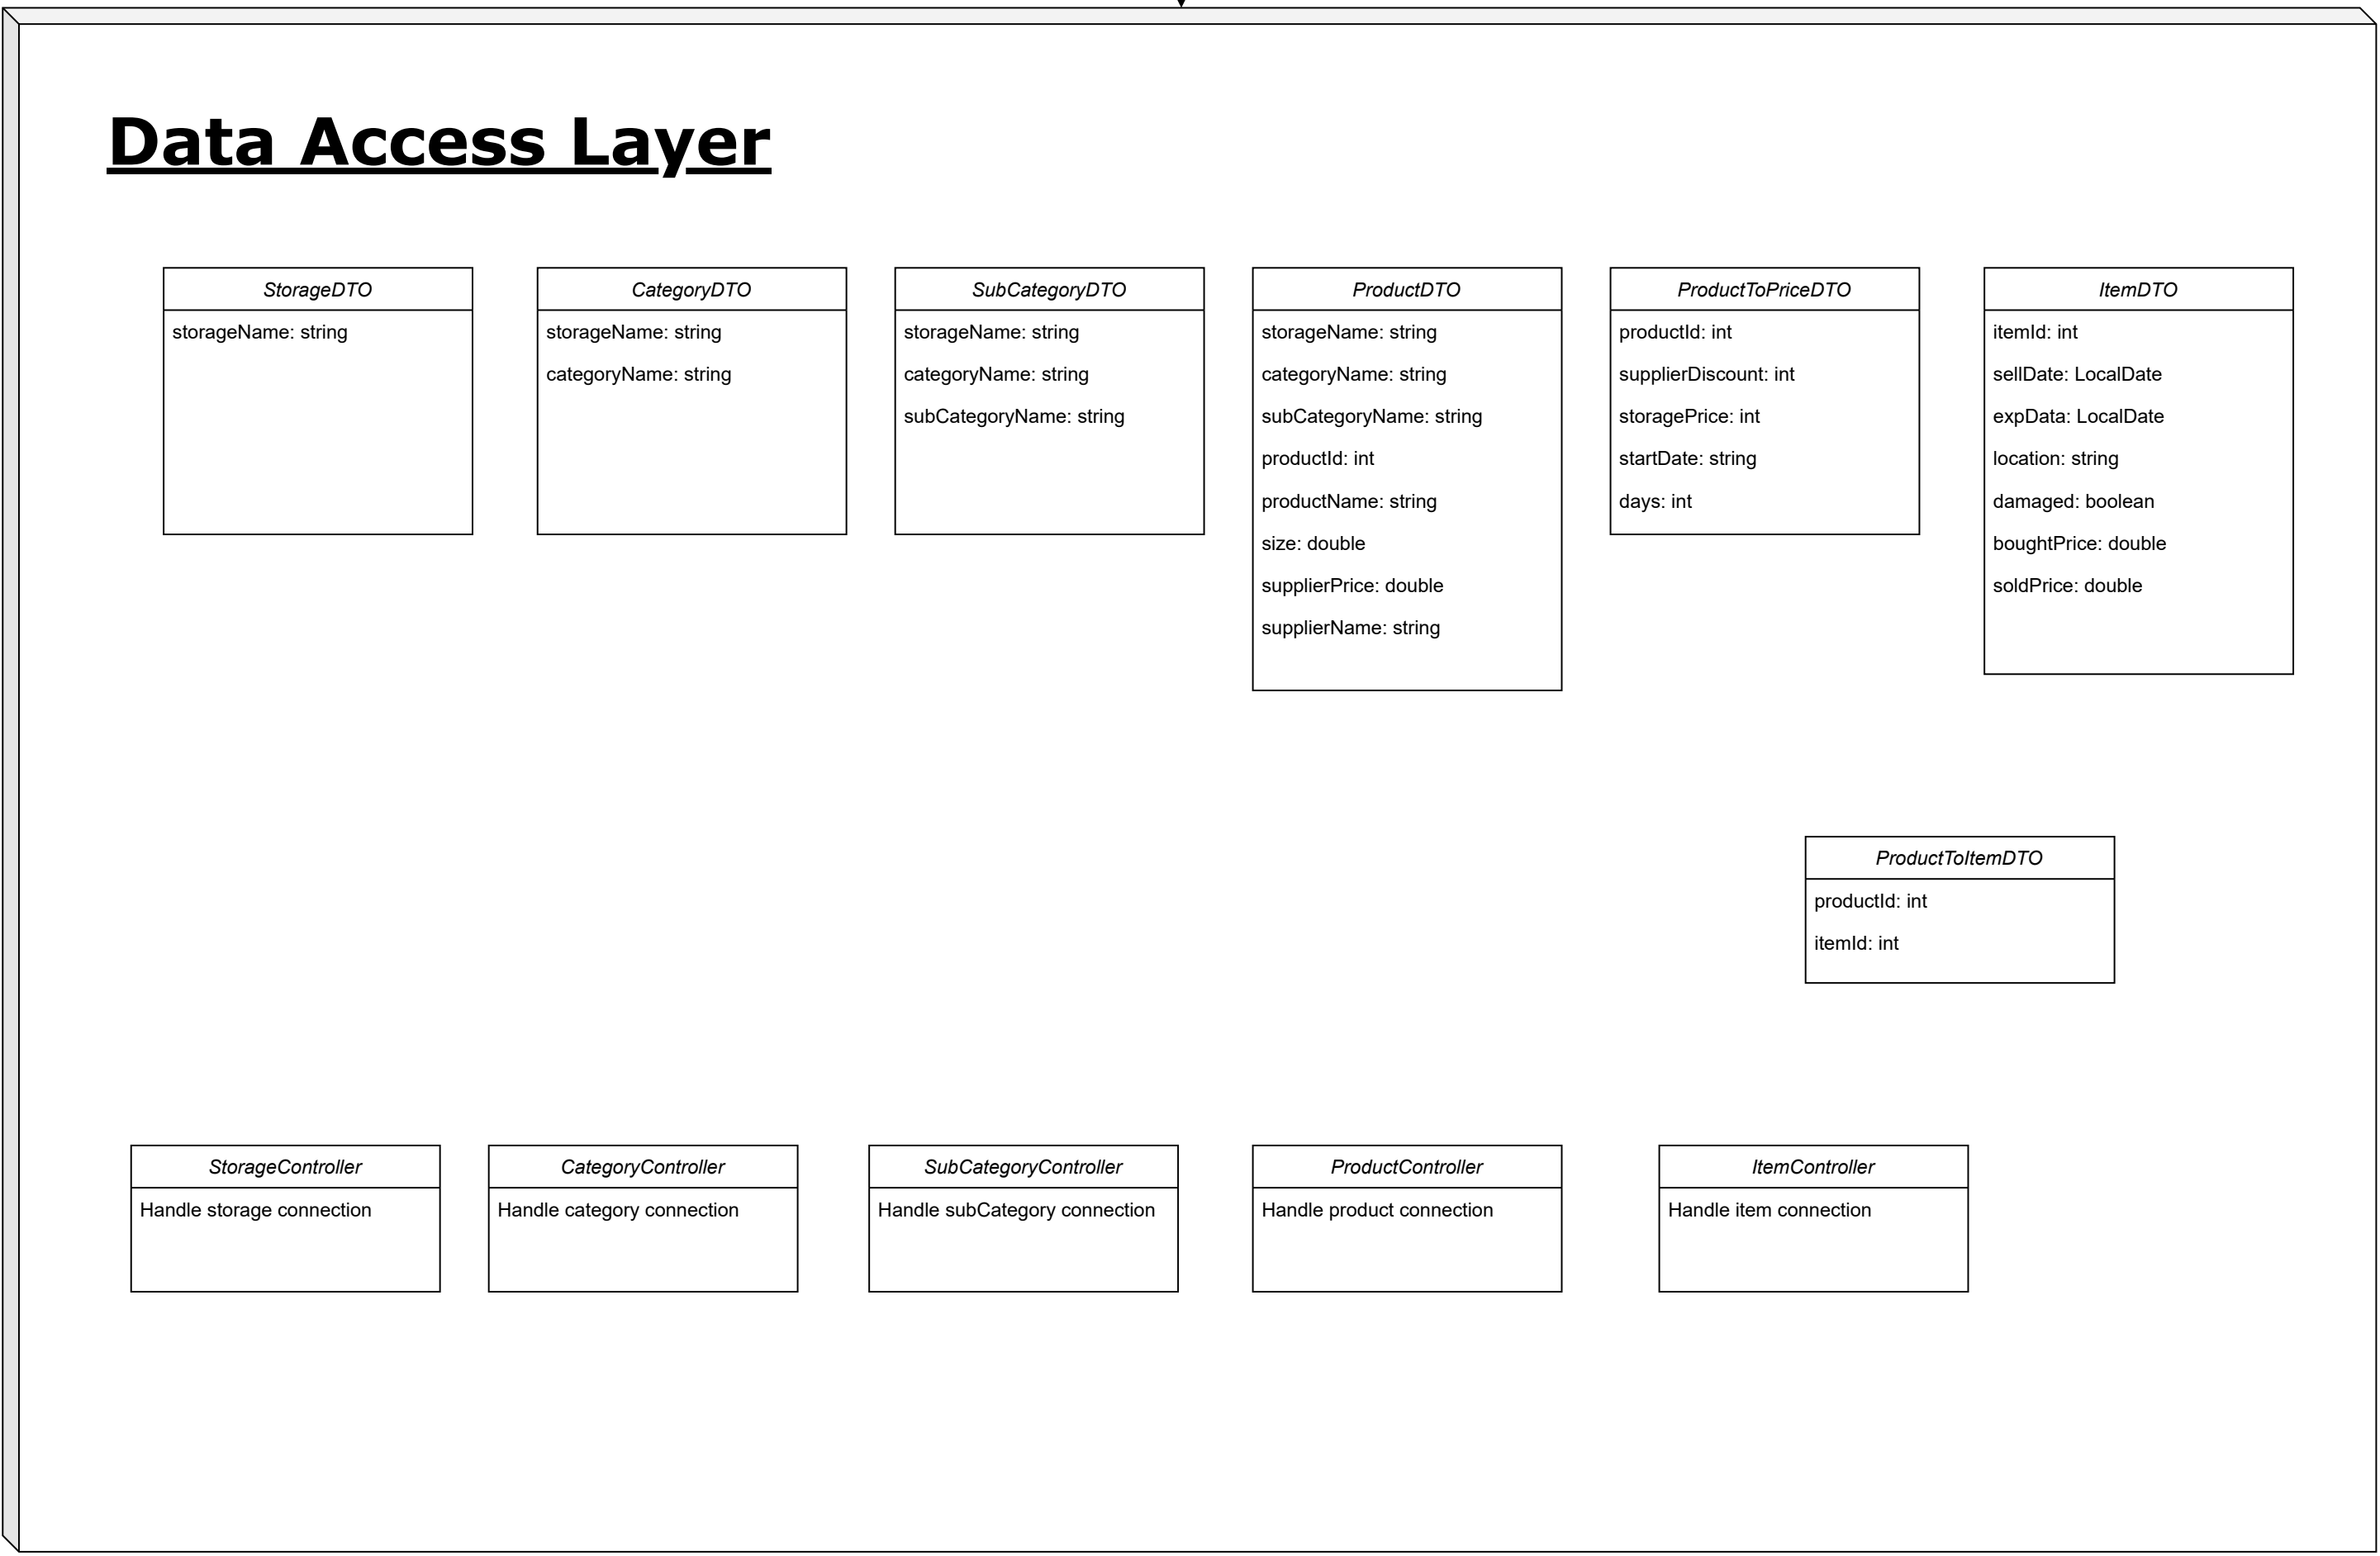 Data Access Layer
StorageDTO
storageName: string
CategoryDTO
storageName: string
categoryName: string
SubCategoryDTO
storageName: string
categoryName: string
subCategoryName: string
ProductDTO
storageName: string
categoryName: string
subCategoryName: string
productId: int
productName: string
size: double
supplierPrice: double
supplierName: string
ProductToPriceDTO
productId: int
supplierDiscount: int
storagePrice: int
startDate: string
days: int
ItemDTO
itemId: int
sellDate: LocalDate
expData: LocalDate
location: string
damaged: boolean
boughtPrice: double
soldPrice: double
ProductToItemDTO
productId: int
itemId: int
StorageController
Handle storage connection
CategoryController
Handle category connection
SubCategoryController
Handle subCategory connection
ProductController
Handle product connection
ItemController
Handle item connection